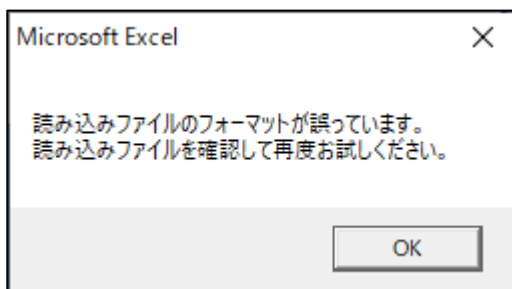 Microsoft Excel
読み込みファイルのフォーマットが誤っています。
読み込みファイルを確認して再度お試しください。
OK